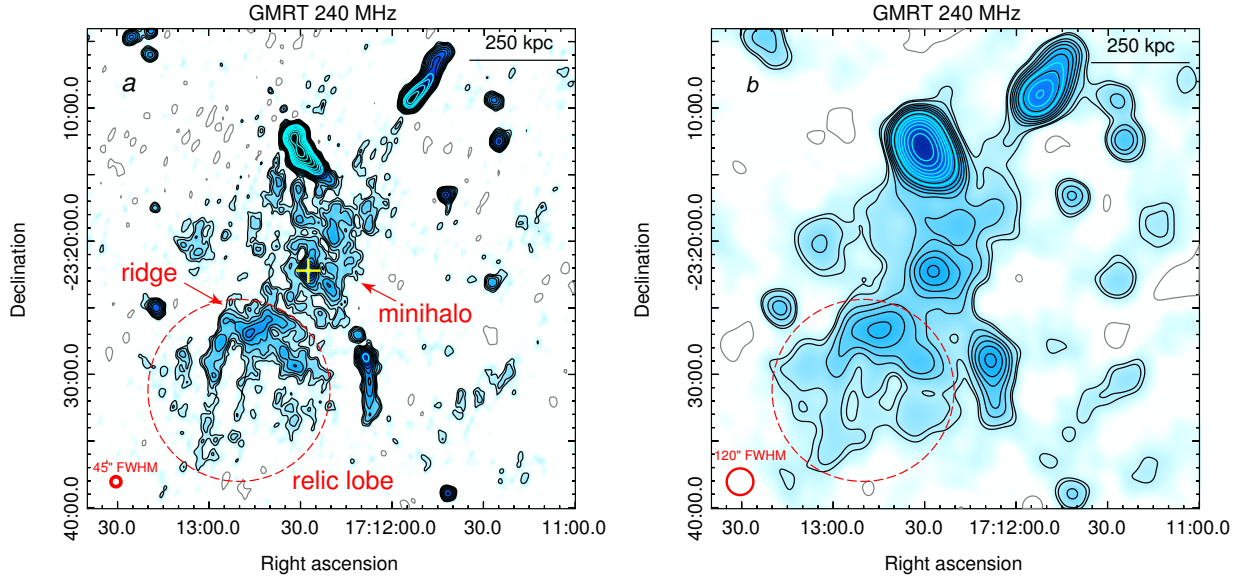 GMRT 240 MHz
a
250 kpc
10:00.0
23:20:00.0
30:00.0
40:00.0
Declination
ridge
minihalo
relic lobe
45" FWHM
30.0
13:00.0
30.0
17:12:00.0
30.0
11:00.0
Right ascension
GMRT 240 MHz
b
250 kpc
10:00.0
23:20:00.0
30:00.0
40:00.0
Declination
120" FWHM
30.0
13:00.0
30.0
17:12:00.0
30.0
11:00.0
Right ascension